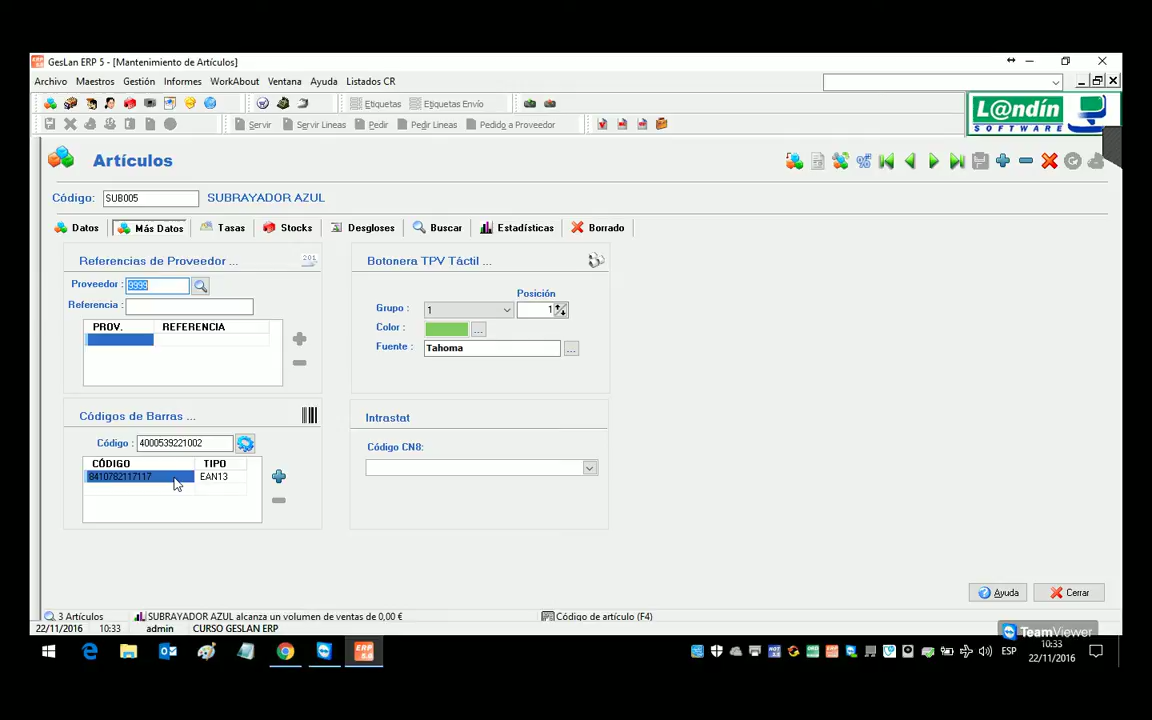 GesLan ERP 5 - [Mantenimiento de Artículos]
Archivo Maestros Gestión Informes WorkAbout Ventana Ayuda Listados CR
Etiquetas Etiquetas Envío
Servir Servir Lineas Pedir Pedir Lineas Pedido a Proveedor
L@ndín
SOFTWARE
Artículos
Código: SUB005 SUBRAYADOR AZUL
Datos Más Datos Tasas Stocks Desgloses Buscar Estadísticas Borrado
Referencias de Proveedor ... 201
Proveedor : 9999
Referencia :
PROV. REFERENCIA
Botonera TPV Táctil ...
Posición
Grupo : 1 1
Color : ...
Fuente : Tahoma ...
Códigos de Barras ...
Código : 4000539221002
CÓDIGO TIPO
8410782117117 EAN13
Intrastat
Código CN8:
Ayuda Cerrar
3 Artículos SUBRAYADOR AZUL alcanza un volumen de ventas de 0,00 € Código de artículo (F4)
22/11/2016 10:33 admin CURSO GESLAN ERP
TeamViewer
ESP 10:33
22/11/2016